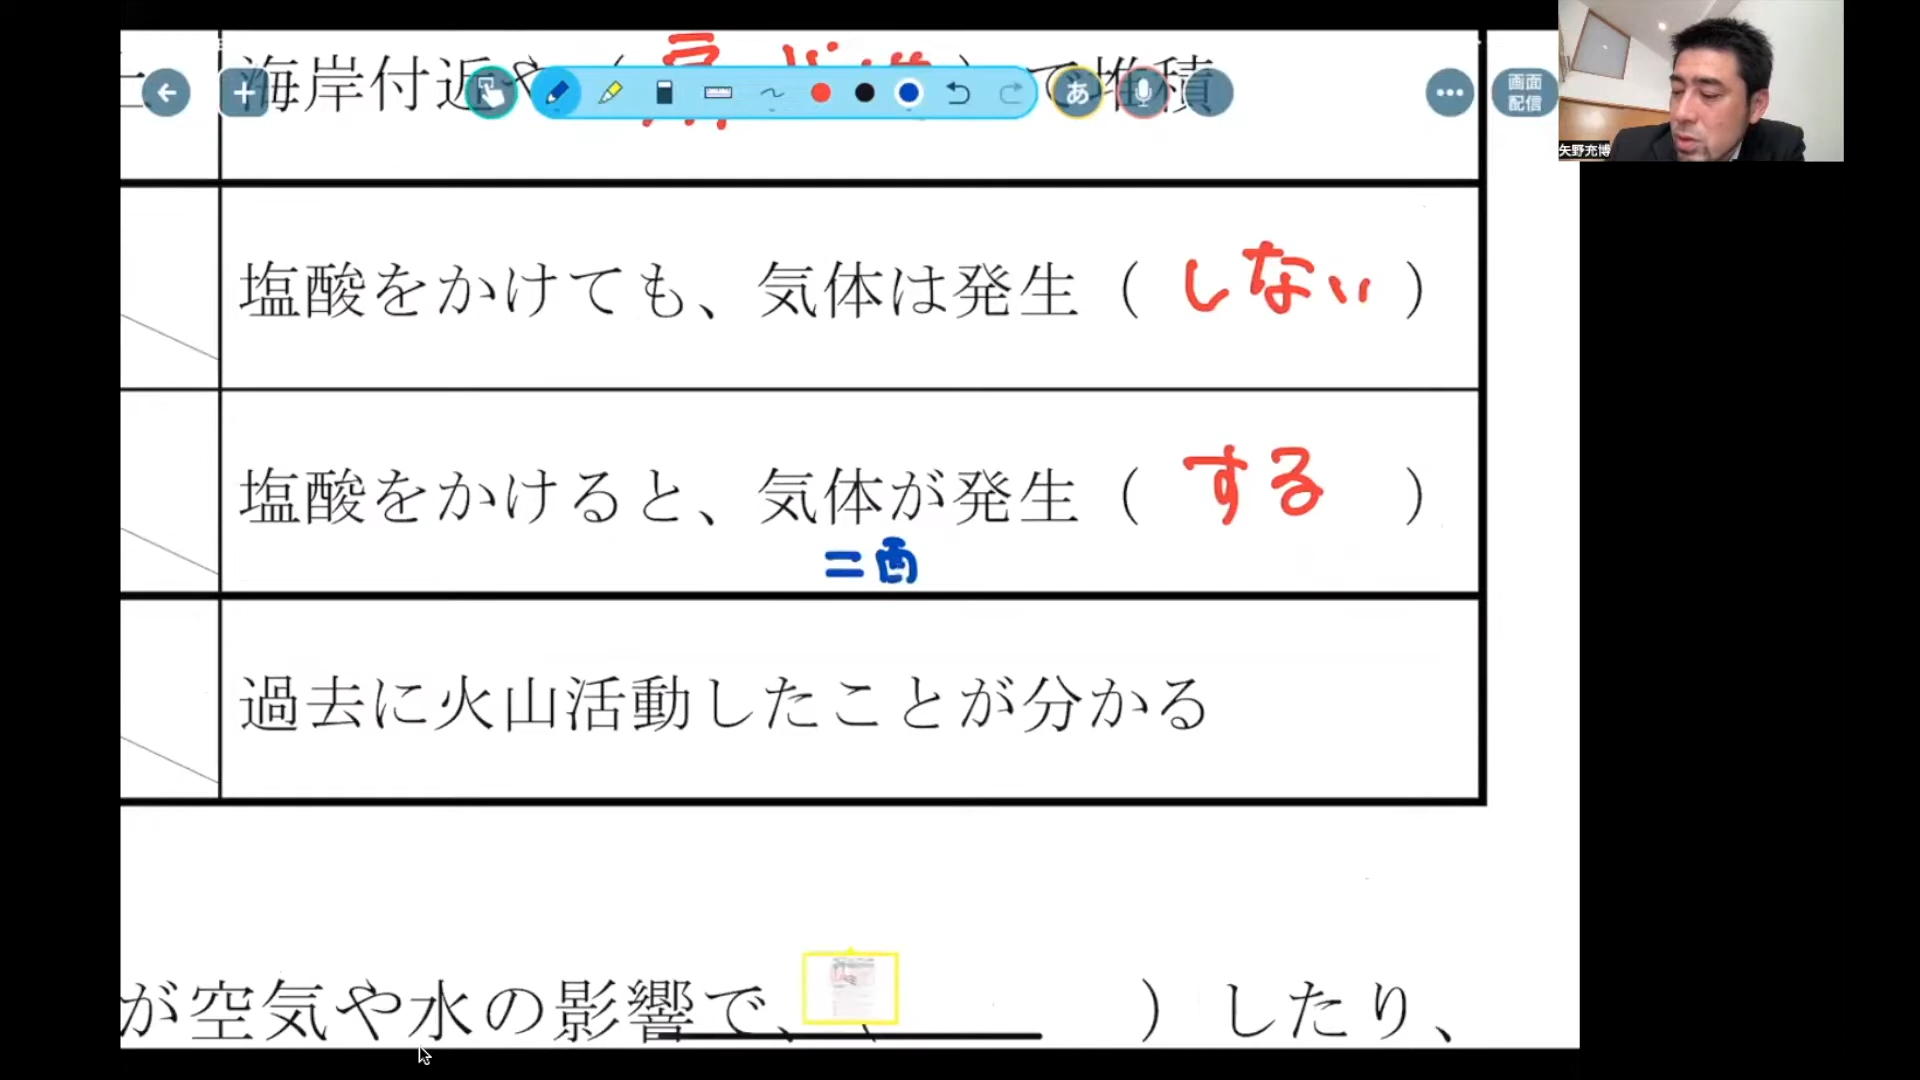 海岸付近や（ ）で堆積
あ
画面
配信
矢野充博
塩酸をかけても、気体は発生（ しない ）
塩酸をかけると、気体が発生（ する ）
二酉
過去に火山活動したことが分かる
が空気や水の影響で、（ ）したり、